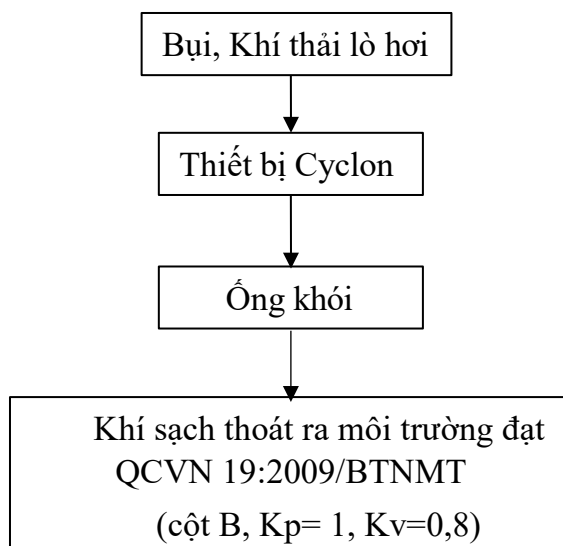 Bụi, Khí thải lò hơi
Thiết bị Cyclon
Ống khói
Khí sạch thoát ra môi trường đạt
QCVN 19:2009/BTNMT
(cột B, Kp= 1, Kv=0,8)